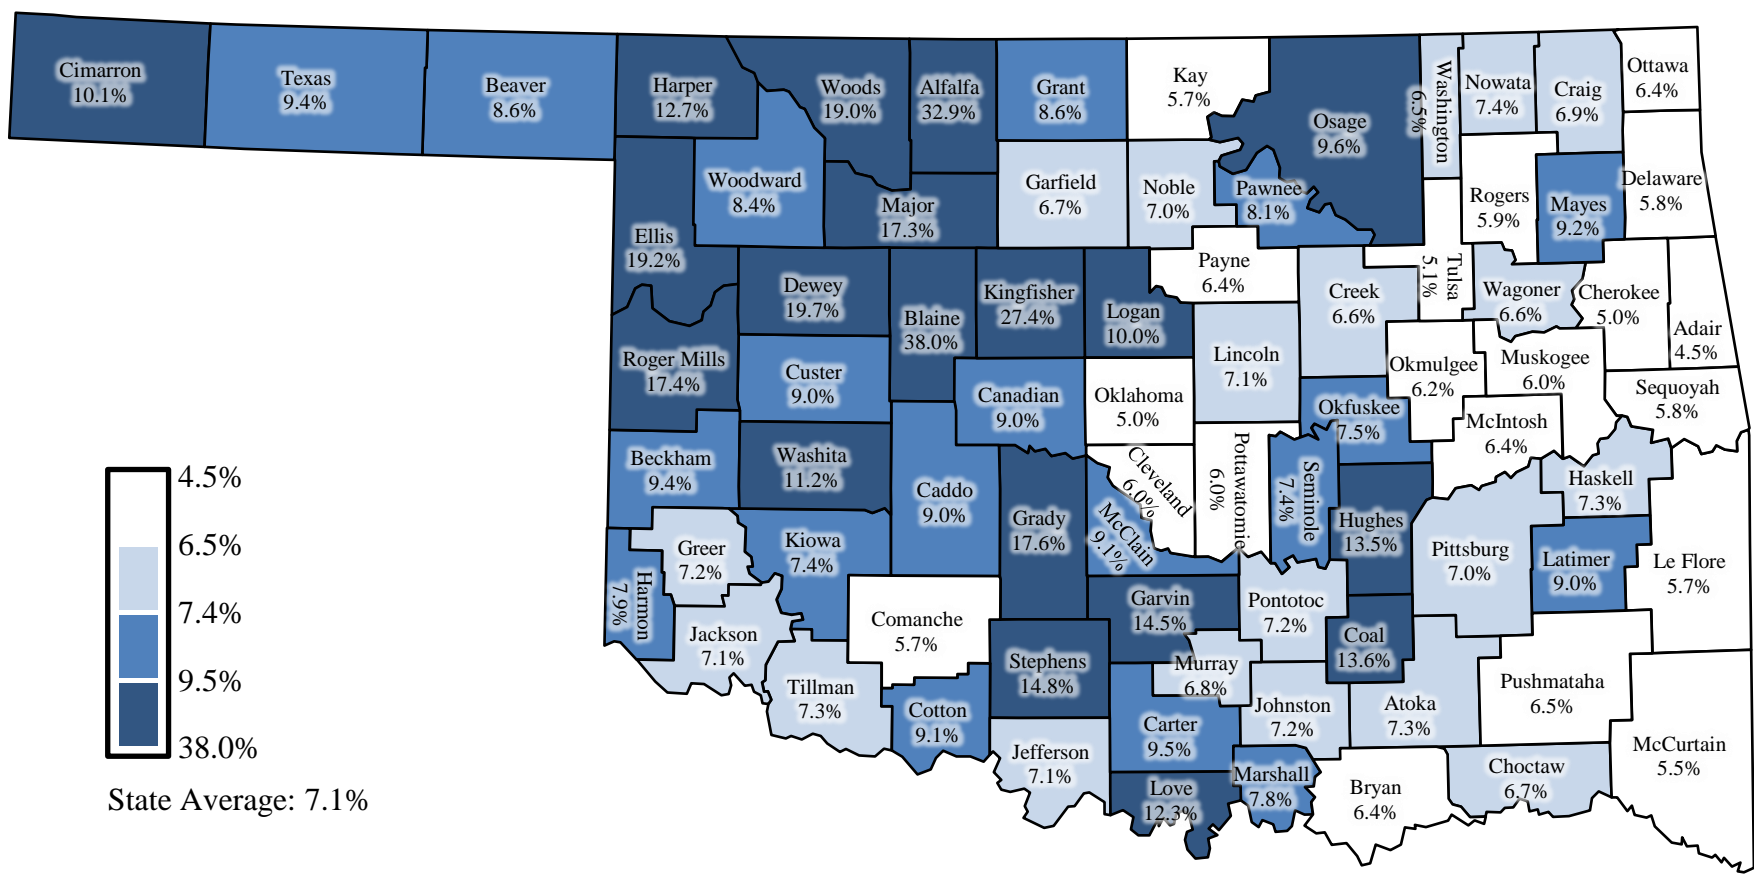 Cimarron
10.1%
Texas
9.4%
Beaver
8.6%
Harper
12.7%
Woods
19.0%
Alfalfa
32.9%
Grant
8.6%
Kay
5.7%
Osage
9.6%
Washington
6.5%
Nowata
7.4%
Craig
6.9%
Ottawa
6.4%
Woodward
8.4%
Major
17.3%
Garfield
6.7%
Noble
7.0%
Pawnee
8.1%
Rogers
5.9%
Mayes
9.2%
Delaware
5.8%
Ellis
19.2%
Dewey
19.7%
Blaine
38.0%
Kingfisher
27.4%
Logan
10.0%
Payne
6.4%
Creek
6.6%
Tulsa
5.1%
Wagoner
6.6%
Cherokee
5.0%
Adair
4.5%
Roger Mills
17.4%
Custer
9.0%
Canadian
9.0%
Oklahoma
5.0%
Lincoln
7.1%
Okmulgee
6.2%
Muskogee
6.0%
Sequoyah
5.8%
Okfuskee
7.5%
McIntosh
6.4%
Beckham
9.4%
Washita
11.2%
Caddo
9.0%
Grady
17.6%
Cleveland
6.0%
McClain
9.1%
Pottawatomie
6.0%
Seminole
7.4%
Hughes
13.5%
Haskell
7.3%
Pittsburg
7.0%
Latimer
9.0%
Le Flore
5.7%
Greer
7.2%
Kiowa
7.4%
Harmon
7.9%
Jackson
7.1%
Comanche
5.7%
Garvin
14.5%
Pontotoc
7.2%
Coal
13.6%
Stephens
14.8%
Murray
6.8%
Tillman
7.3%
Cotton
9.1%
Carter
9.5%
Johnston
7.2%
Atoka
7.3%
Pushmataha
6.5%
McCurtain
5.5%
Jefferson
7.1%
Love
12.3%
Marshall
7.8%
Bryan
6.4%
Choctaw
6.7%
4.5%
6.5%
7.4%
9.5%
38.0%
State Average: 7.1%